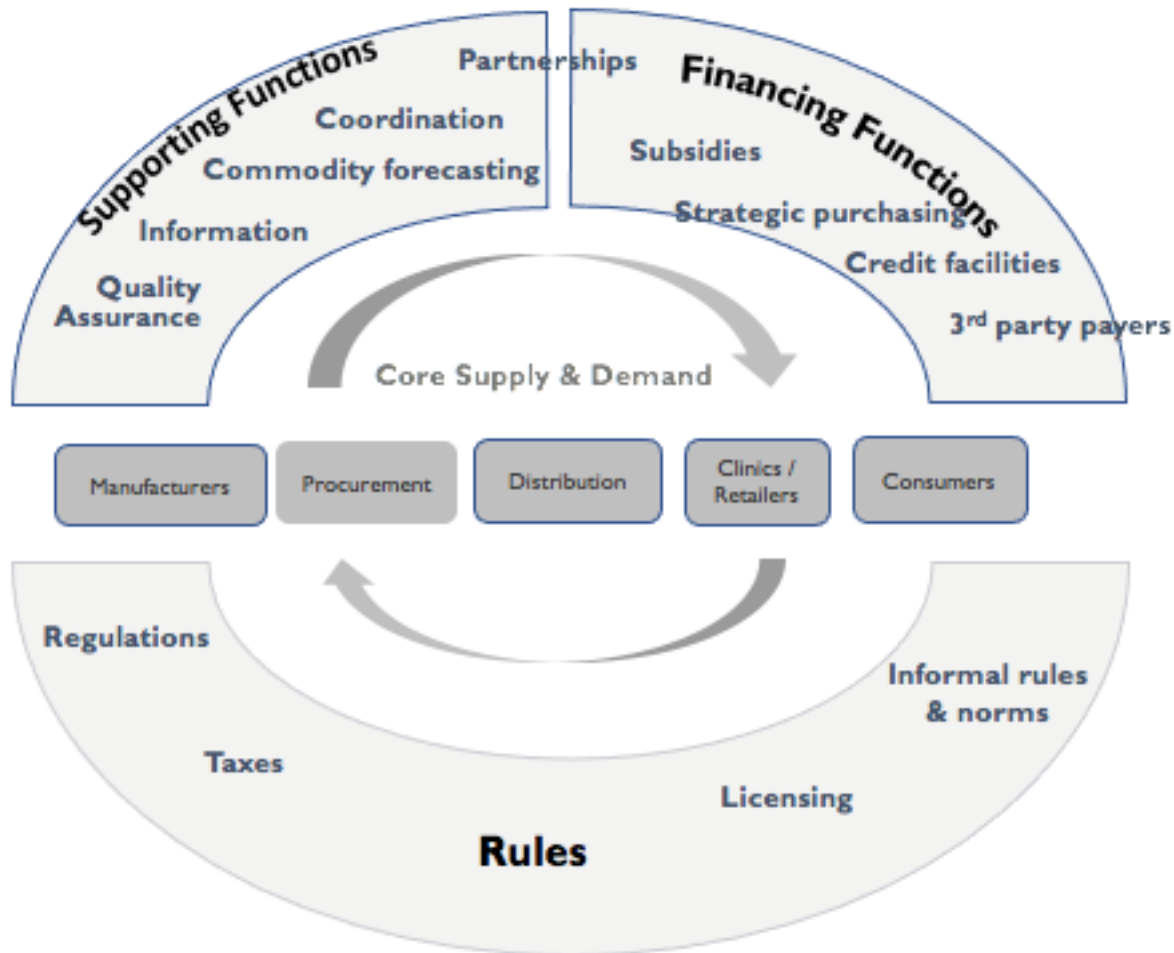 Supporting Functions
Partnerships
Coordination
Commodity forecasting
Information
Quality
Assurance
Financing Functions
Subsidies
Strategic purchasing
Credit facilities
3rd party payers
Core Supply & Demand
Manufacturers
Procurement
Distribution
Clinics /
Retailers
Consumers
Regulations
Taxes
Rules
Licensing
Informal rules
& norms